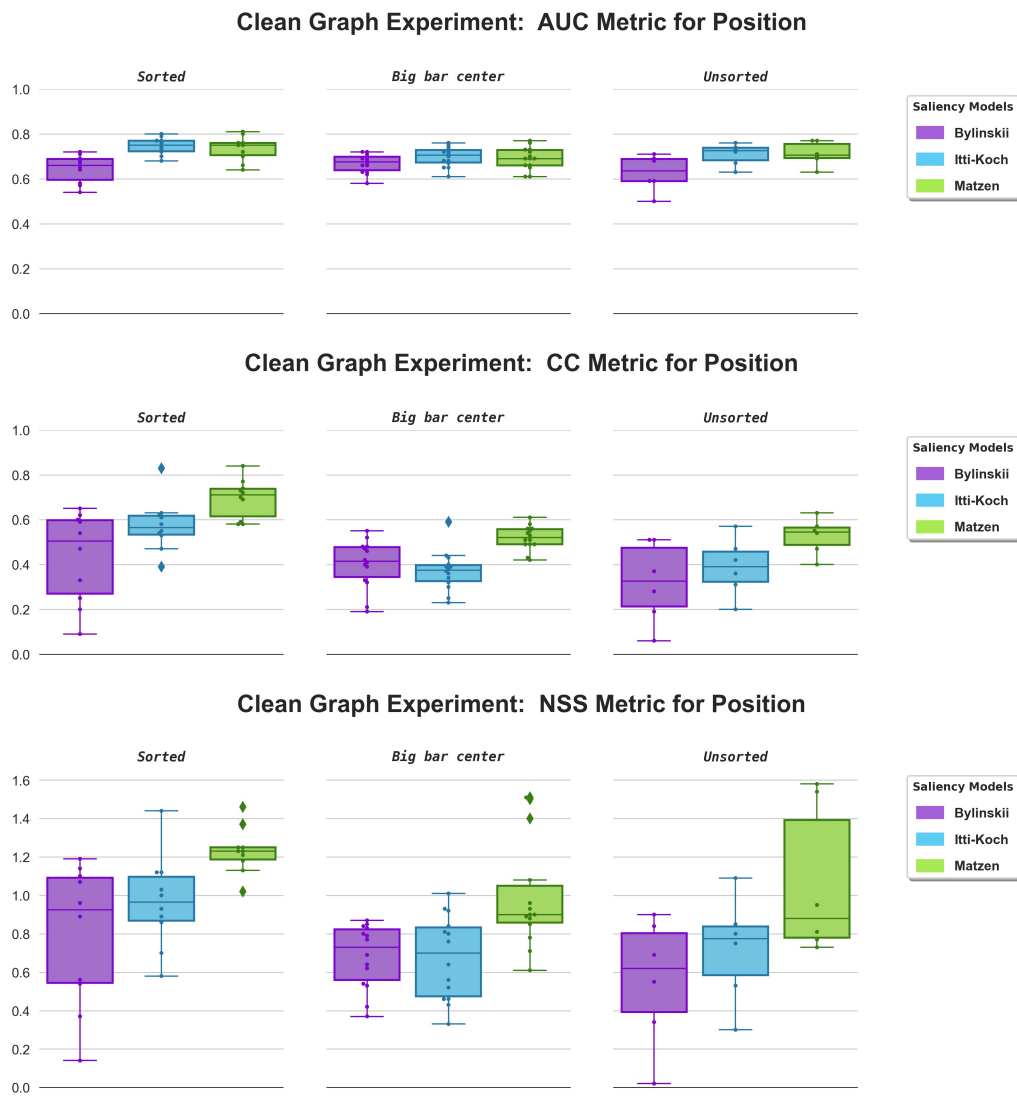 Clean Graph Experiment:  AUC Metric for Position
Sorted
Big bar center
Unsorted
1.0
0.8
0.6
0.4
0.2
0.0
Saliency Models
Bylinskii
Itti-Koch
Matzen
Clean Graph Experiment:  CC Metric for Position
Sorted
Big bar center
Unsorted
1.0
0.8
0.6
0.4
0.2
0.0
Saliency Models
Bylinskii
Itti-Koch
Matzen
Clean Graph Experiment:  NSS Metric for Position
Sorted
Big bar center
Unsorted
1.6
1.4
1.2
1.0
0.8
0.6
0.4
0.2
0.0
Saliency Models
Bylinskii
Itti-Koch
Matzen